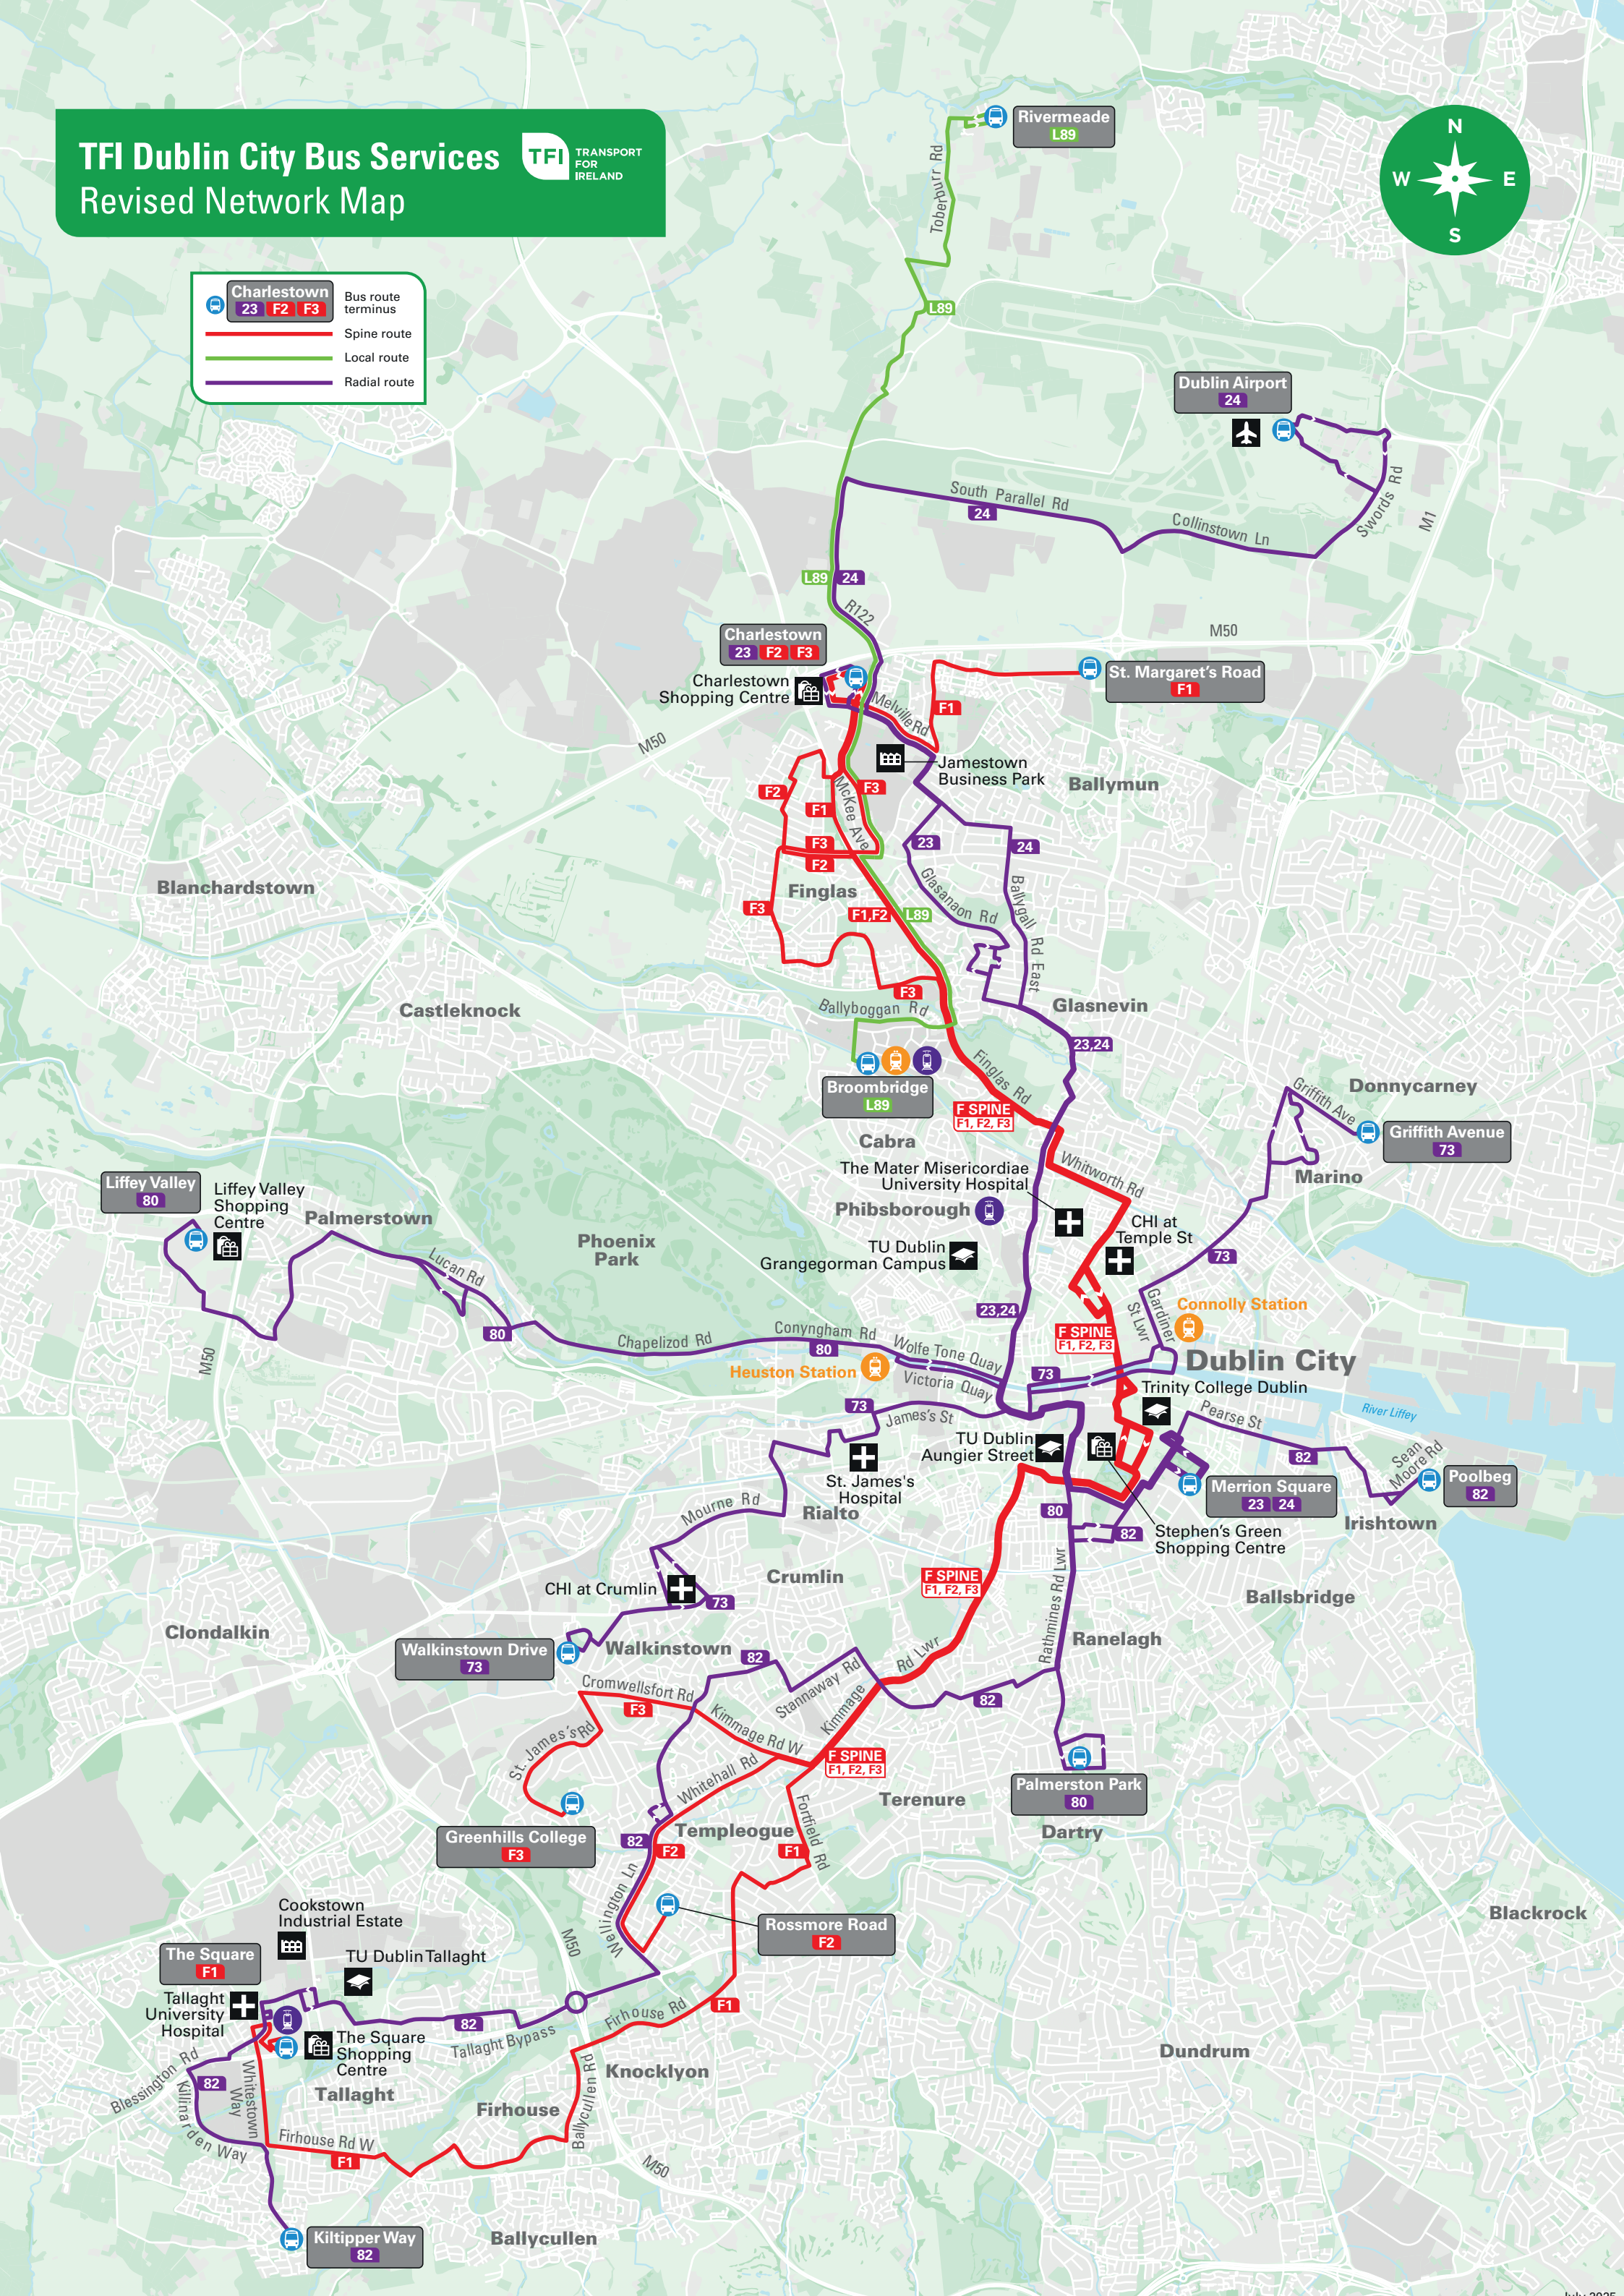 TFI Dublin City Bus Services
Revised Network Map
TFI
TRANSPORT
FOR
IRELAND
N
W
E
S
Charlestown
23 F2 F3
Bus route
terminus
Spine route
Local route
Radial route
Rivermeade
L89
Toberburr Rd
L89
Dublin Airport
24
South Parallel Rd
24
Collinstown Ln
Swords Rd
M1
L89
24
R122
M50
Charlestown
23 F2 F3
Charlestown
Shopping Centre
St. Margaret's Road
F1
Melville Rd
F1
M50
Jamestown
Business Park
Ballymun
F2
F3
F1
McKee Ave
F3
F2
23
24
Blanchardstown
Finglas
Glasanaon Rd
Ballygall Rd East
F3
F1,F2
L89
F3
Castleknock
Ballyboggan Rd
Glasnevin
23,24
Broombridge
L89
Finglas Rd
F SPINE
F1, F2, F3
Cabra
Donnycarney
Griffith Ave
Griffith Avenue
73
Marino
The Mater Misericordiae
University Hospital
Whitworth Rd
Liffey Valley
80
Liffey Valley
Shopping
Centre
Palmerstown
Phibsborough
CHI at
Temple St
Phoenix
Park
TU Dublin
Grangegorman Campus
73
Lucan Rd
23,24
Gardiner
St Lwr
Connolly Station
80
Chapelizod Rd
Conyngham Rd
80
Wolfe Tone Quay
F SPINE
F1, F2, F3
M50
Heuston Station
Victoria Quay
73
Dublin City
Trinity College Dublin
River Liffey
73
James's St
Pearse St
TU Dublin
Aungier Street
82
Sean
Moore Rd
St. James's
Hospital
Poolbeg
82
Merrion Square
23 24
Mourne Rd
Rialto
80
82
Irishtown
Stephen's Green
Shopping Centre
CHI at Crumlin
Crumlin
F SPINE
F1, F2, F3
Rathmines Rd Lwr
Ballsbridge
73
Clondalkin
Walkinstown Drive
73
Walkinstown
82
Ranelagh
Stannaway Rd
Kimmage
Rd Lwr
Cromwellsfort Rd
F3
82
Kimmage Rd W
St. James's Rd
F SPINE
F1, F2, F3
Whitehall Rd
Palmerston Park
80
Terenure
Fortfield Rd
Dartry
Greenhills College
F3
Templeogue
82
F2
F1
Wellington Ln
Cookstown
Industrial Estate
Blackrock
Rossmore Road
F2
The Square
F1
TU Dublin Tallaght
M50
Tallaght
University
Hospital
F1
Firhouse Rd
82
Tallaght Bypass
The Square
Shopping
Centre
Dundrum
Blessington Rd
Knocklyon
82
Whitestown
Way
Tallaght
Ballycullen Rd
Firhouse
Killinarden Way
Firhouse Rd W
F1
M50
Kiltipper Way
82
Ballycullen